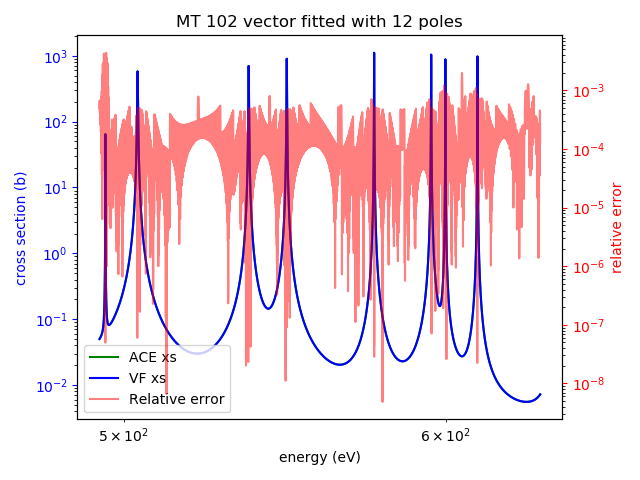 MT 102 vector fitted with 12 poles
10³
10²
10¹
10⁰
10⁻¹
10⁻²
cross section (b)
10⁻³
10⁻⁴
10⁻⁵
10⁻⁶
10⁻⁷
10⁻⁸
relative error
ACE xs
VF xs
Relative error
5 × 10²
6 × 10²
energy (eV)